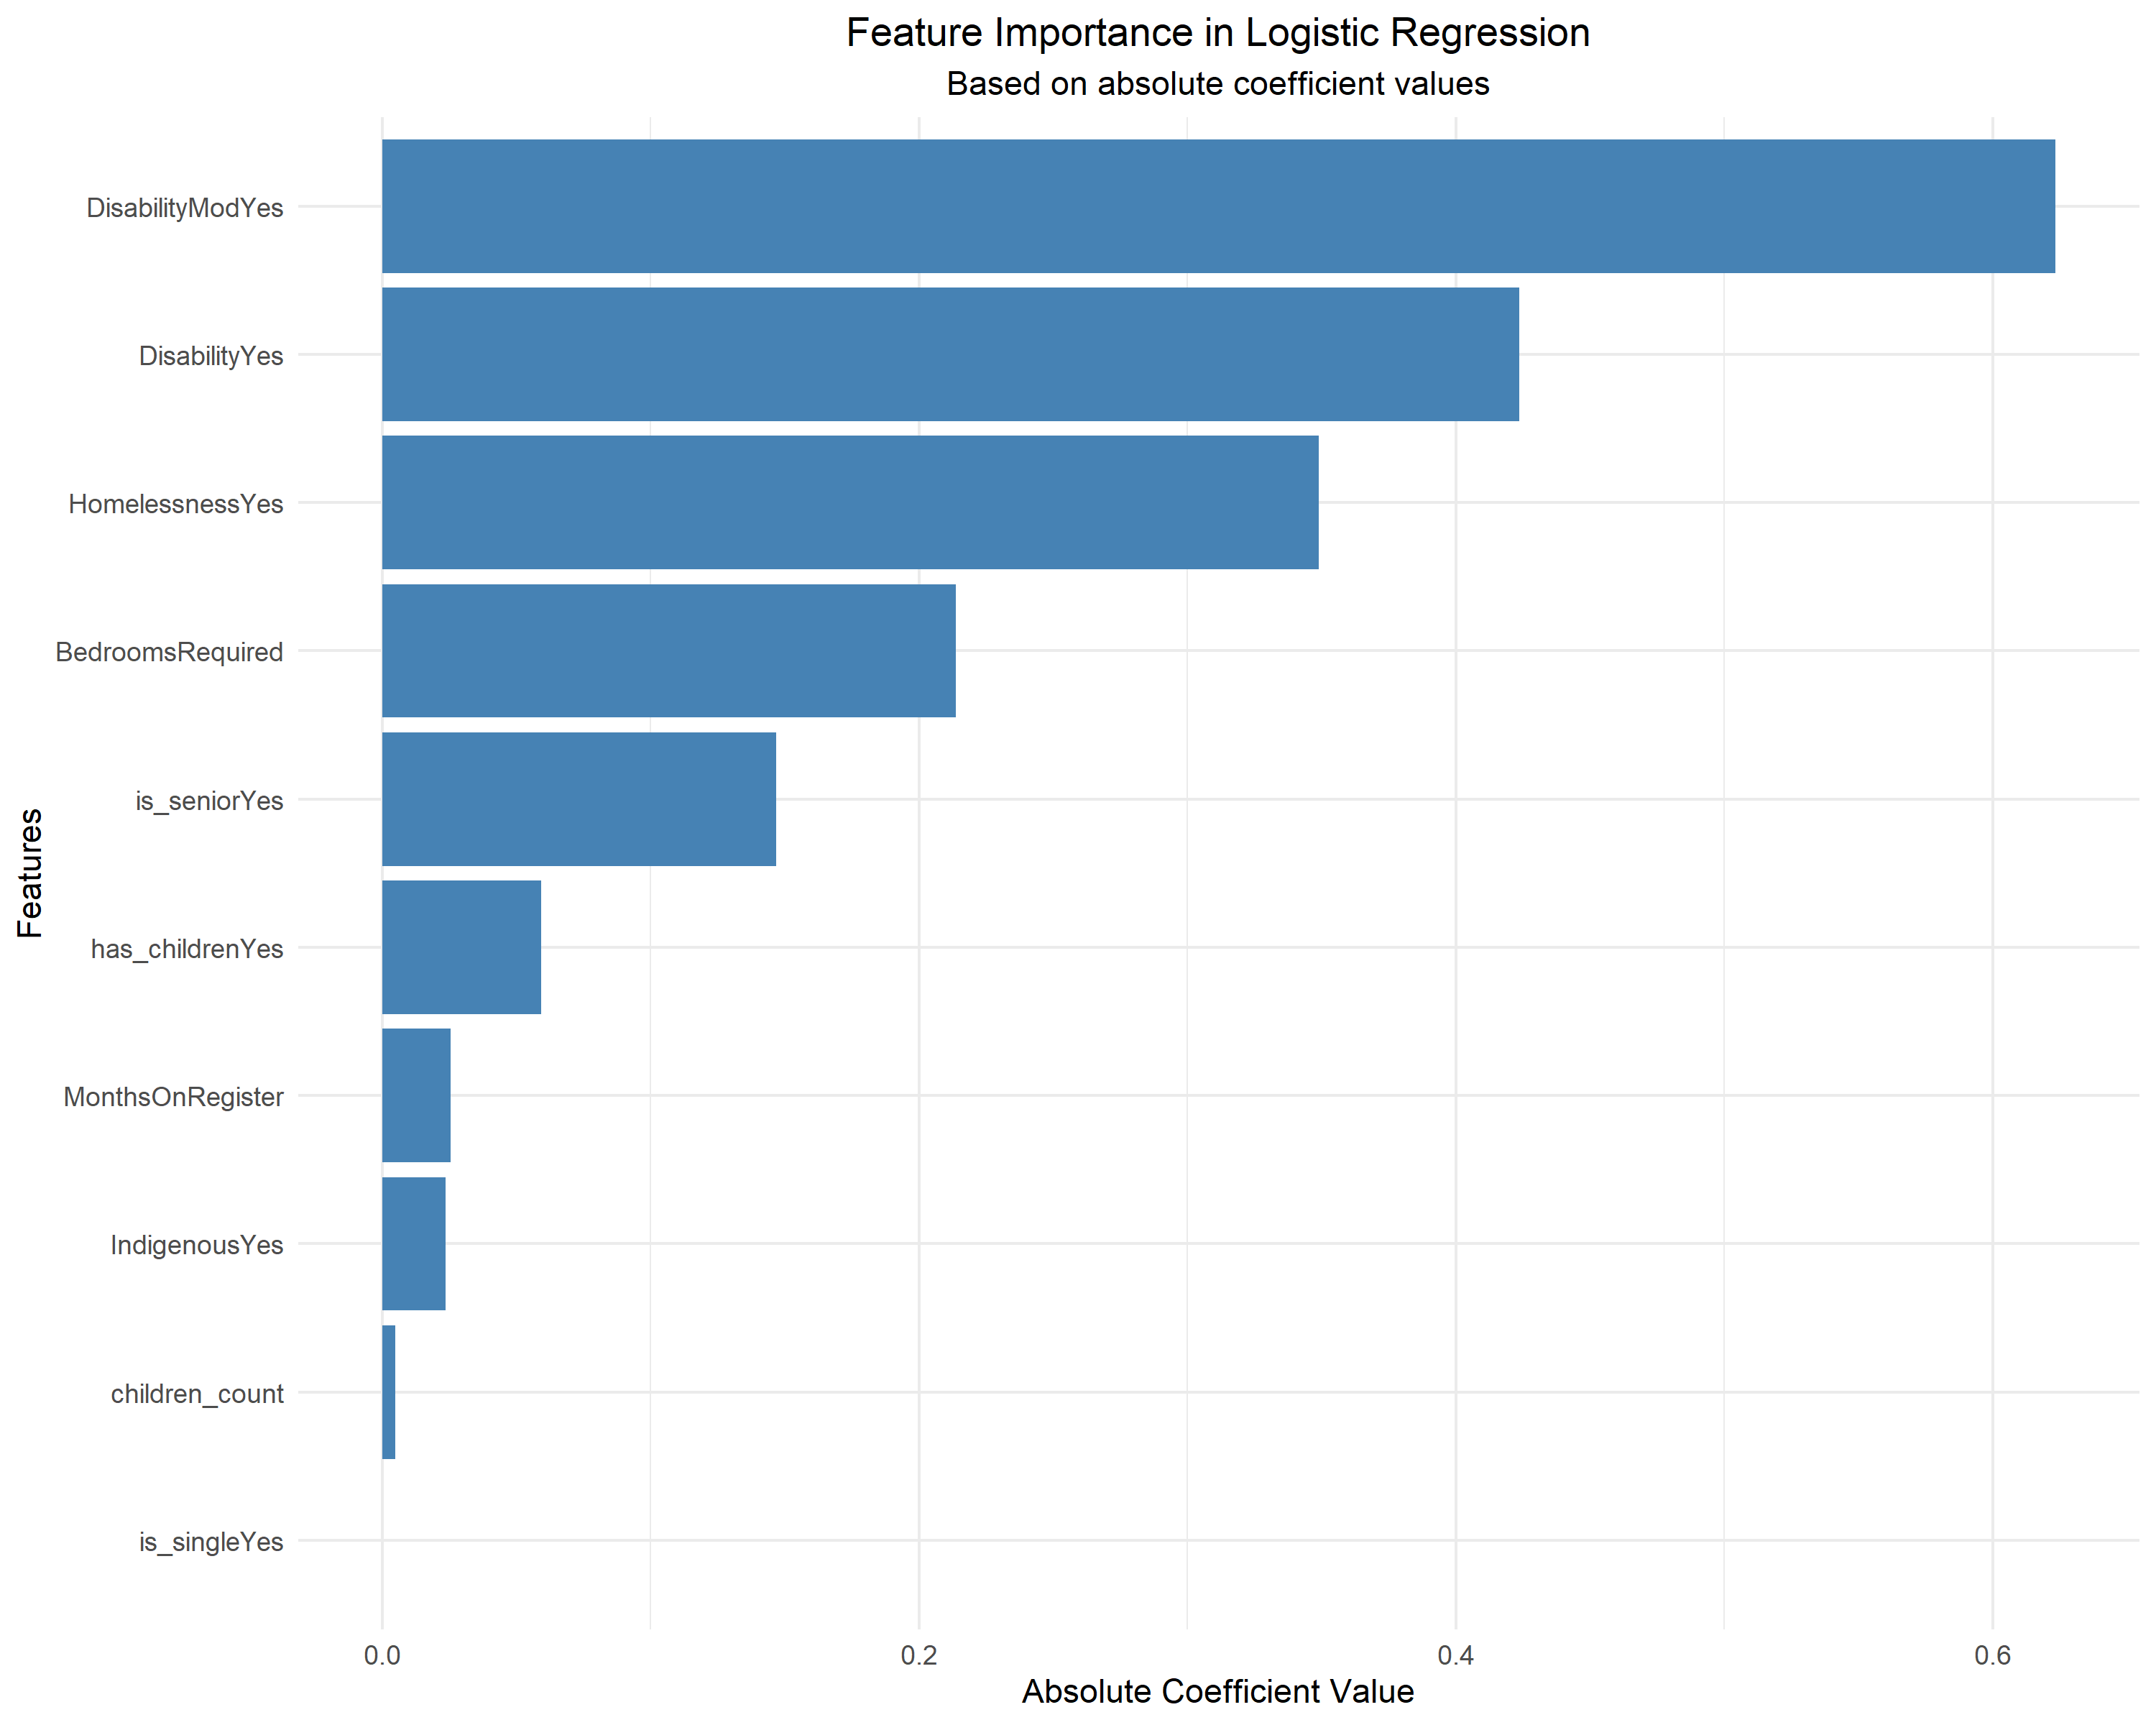 Feature Importance in Logistic Regression
Based on absolute coefficient values
Features
DisabilityModYes
DisabilityYes
HomelessnessYes
BedroomsRequired
is_seniorYes
has_childrenYes
MonthsOnRegister
IndigenousYes
children_count
is_singleYes
0.0 0.2 0.4 0.6
Absolute Coefficient Value